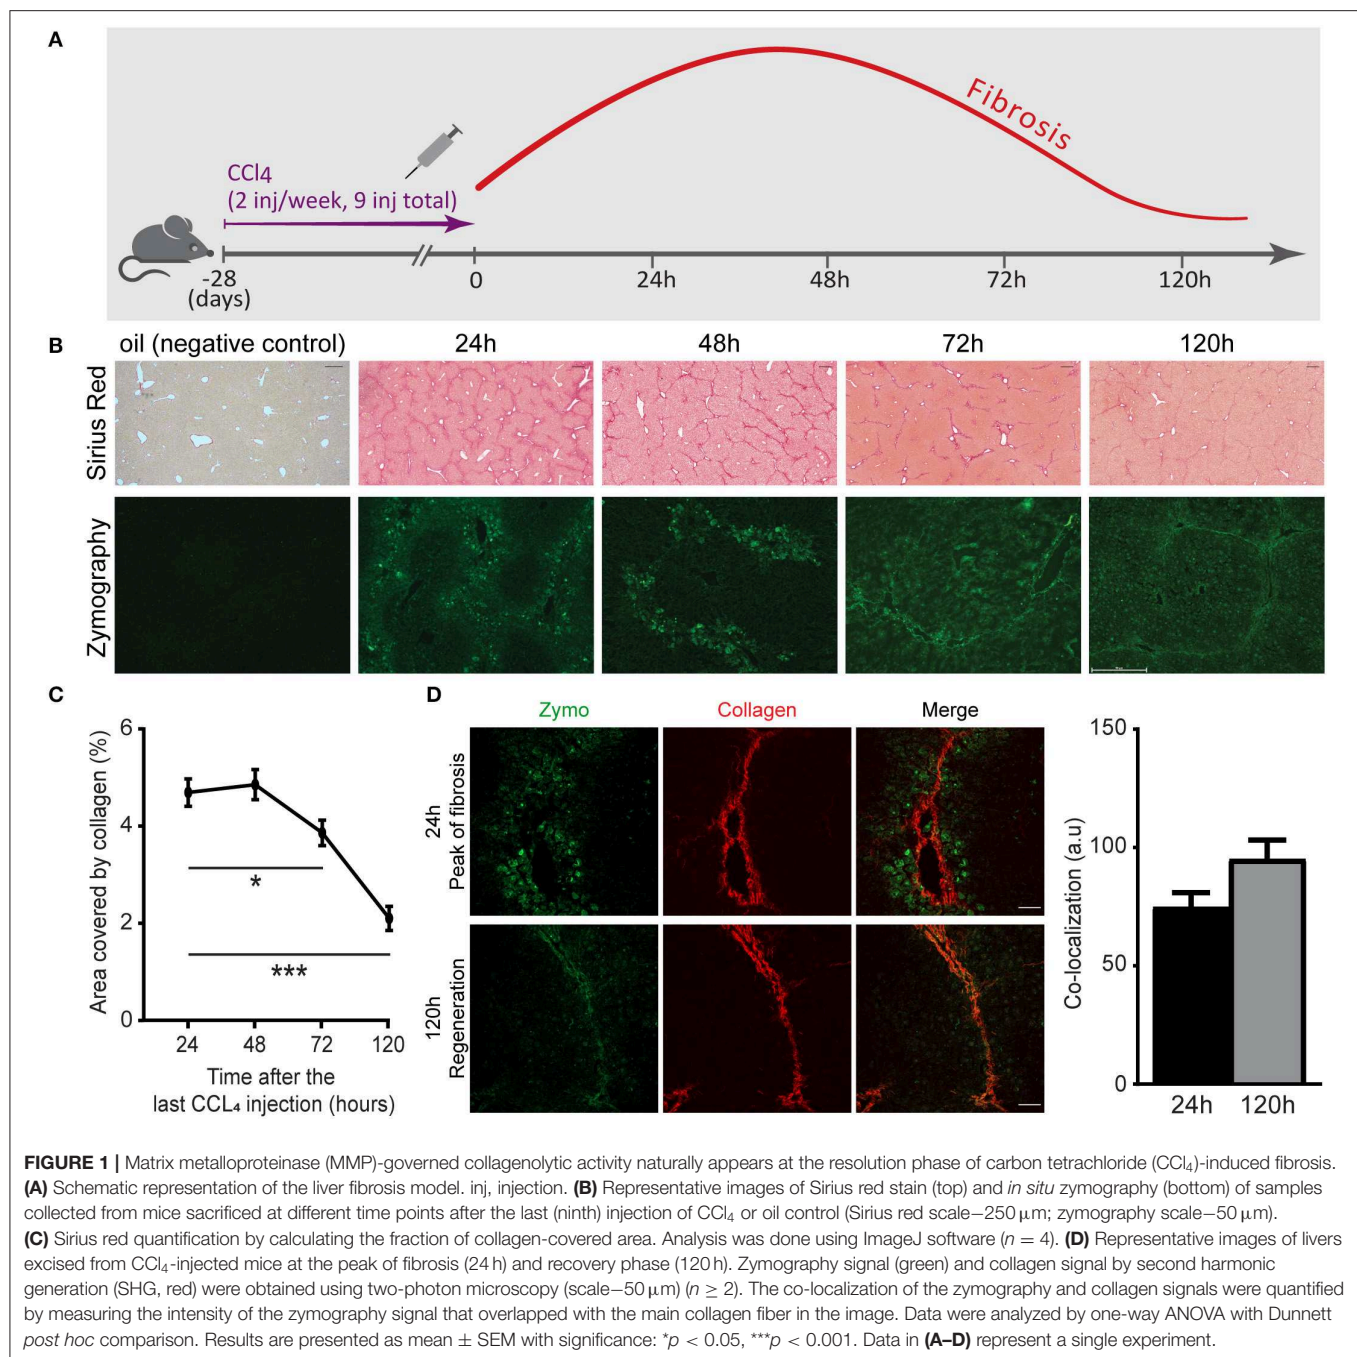 A
Fibrosis
CCl4
(2 inj/week, 9 inj total)
-28
(days)
0
24h
48h
72h
120h
B
oil (negative control)
24h
48h
72h
120h
Sirius Red
Zymography
C
D
Area covered by collagen (%)
6
4
2
0
*
***
24
48
72
120
Time after the
last CCL₄ injection (hours)
Zymo
Collagen
Merge
24h
Peak of fibrosis
120h
Regeneration
Co-localization (a.u)
150
100
50
0
24h
120h
FIGURE 1 | Matrix metalloproteinase (MMP)-governed collagenolytic activity naturally appears at the resolution phase of carbon tetrachloride (CCl₄)-induced fibrosis.
(A) Schematic representation of the liver fibrosis model. inj, injection. (B) Representative images of Sirius red stain (top) and in situ zymography (bottom) of samples
collected from mice sacrificed at different time points after the last (ninth) injection of CCl₄ or oil control (Sirius red scale–250 μm; zymography scale–50 μm).
(C) Sirius red quantification by calculating the fraction of collagen-covered area. Analysis was done using ImageJ software (n = 4). (D) Representative images of livers
excised from CCl₄-injected mice at the peak of fibrosis (24 h) and recovery phase (120 h). Zymography signal (green) and collagen signal by second harmonic
generation (SHG, red) were obtained using two-photon microscopy (scale–50 μm) (n ≥ 2). The co-localization of the zymography and collagen signals were quantified
by measuring the intensity of the zymography signal that overlapped with the main collagen fiber in the image. Data were analyzed by one-way ANOVA with Dunnett
post hoc comparison. Results are presented as mean ± SEM with significance: *p < 0.05, ***p < 0.001. Data in (A–D) represent a single experiment.